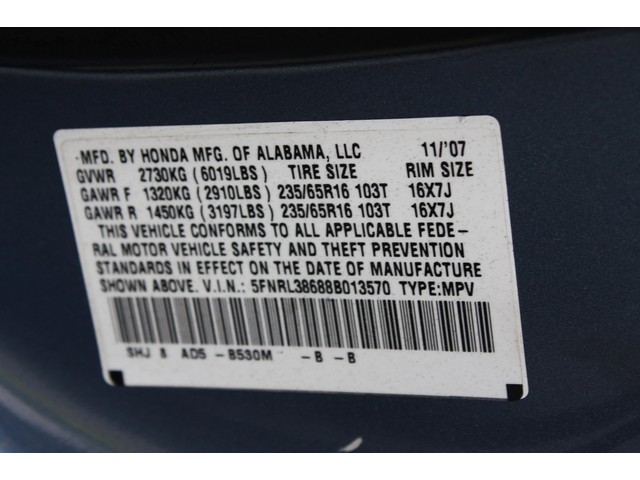 MFD. BY HONDA MFG. OF ALABAMA, LLC 11/'07
GVWR 2730KG (6019LBS) TIRE SIZE RIM SIZE
GAWR F 1320KG (2910LBS) 235/65R16 103T 16X7J
GAWR R 1450KG (3197LBS) 235/65R16 103T 16X7J
THIS VEHICLE CONFORMS TO ALL APPLICABLE FEDE-
RAL MOTOR VEHICLE SAFETY AND THEFT PREVENTION
STANDARDS IN EFFECT ON THE DATE OF MANUFACTURE
SHOWN ABOVE. V.I.N.: 5FNRL38688B013570 TYPE:MPV
SHJ 8 AD5 -B530M -B -B